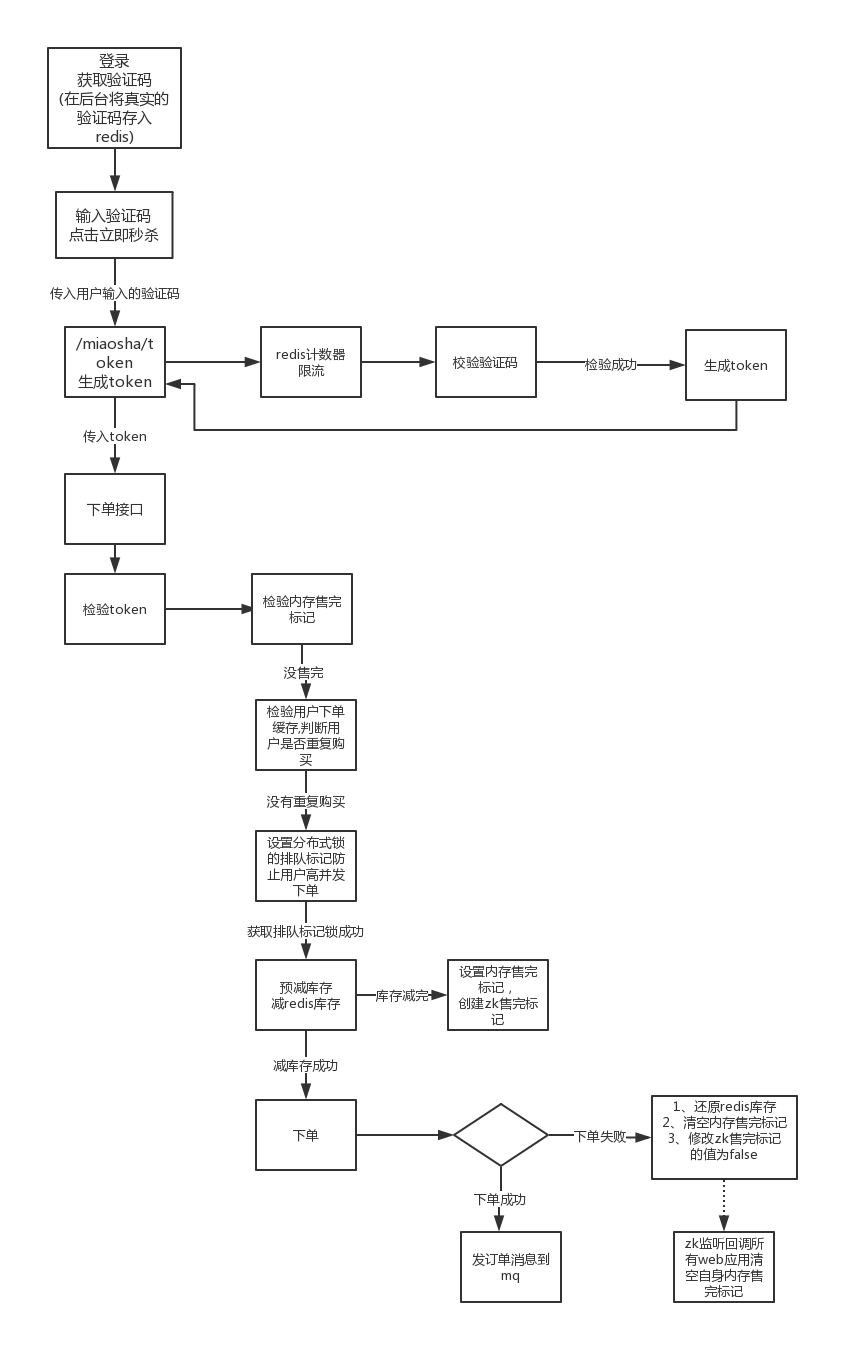 登录
获取验证码
(在后台将真实的
验证码存入
redis)
输入验证码
点击立即秒杀
传入用户输入的验证码
/miaosha/t
oken
生成token
redis计数器
限流
校验验证码
检验成功
生成token
传入token
下单接口
检验token
检验内存售完
标记
没售完
检验用户下单
缓存,判断用
户是否重复购
买
没有重复购买
设置分布式锁
的排队标记防
止用户高并发
下单
获取排队标记锁成功
预减库存
减redis库存
库存减完
设置内存售完
标记，
创建zk售完标
记
减库存成功
下单
下单失败
1、还原redis库存
2、清空内存售完标记
3、修改zk售完标记
的值为false
下单成功
发订单消息到
mq
zk监听回调所
有web应用清
空自身内存售
完标记